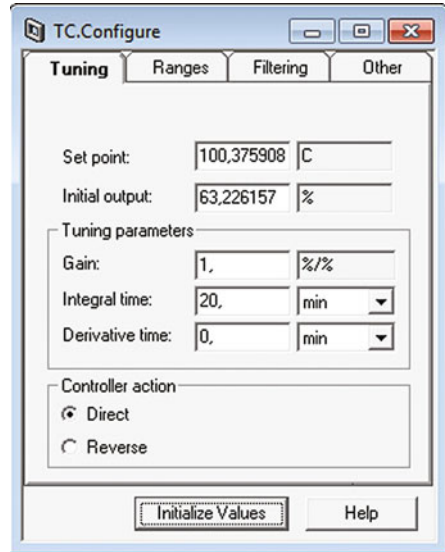 TC.Configure
Tuning Ranges Filtering Other
Set point: 100,375908 C
Initial output: 63,226157 %
Tuning parameters
Gain: 1, %/%
Integral time: 20, min
Derivative time: 0, min
Controller action
Direct
Reverse
Initialize Values Help